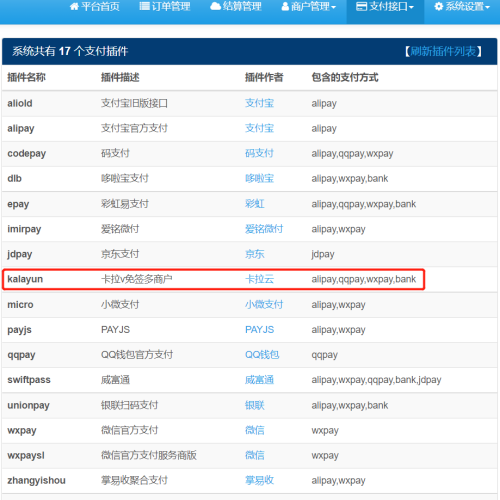 平台首页 订单管理 结算管理 商户管理 支付接口 系统设置
系统共有 17 个支付插件 【刷新插件列表】
插件名称 插件描述 插件作者 包含的支付方式
aliold 支付宝旧版接口 支付宝 alipay
alipay 支付宝官方支付 支付宝 alipay
codepay 码支付 码支付 alipay,qqpay,wxpay
dlb 哆啦宝支付 哆啦宝 alipay,wxpay,bank
epay 彩虹易支付 彩虹 alipay,qqpay,wxpay,bank
imirpay 爱铭微付 爱铭微付 alipay,wxpay
jdpay 京东支付 京东 jdpay
kalayun 卡拉v免签多商户 卡拉云 alipay,qqpay,wxpay,bank
micro 小微支付 小微支付 alipay,wxpay
payjs PAYJS PAYJS alipay,wxpay
qqpay QQ钱包官方支付 QQ钱包 qqpay
swiftpass 威富通 威富通 alipay,wxpay,qqpay,bank,jdpay
unionpay 银联扫码支付 银联 alipay,wxpay,bank
wxpay 微信官方支付 微信 wxpay
wxpaysl 微信官方支付服务商版 微信 wxpay
zhangyishou 掌易收聚合支付 掌易收 alipay,wxpay